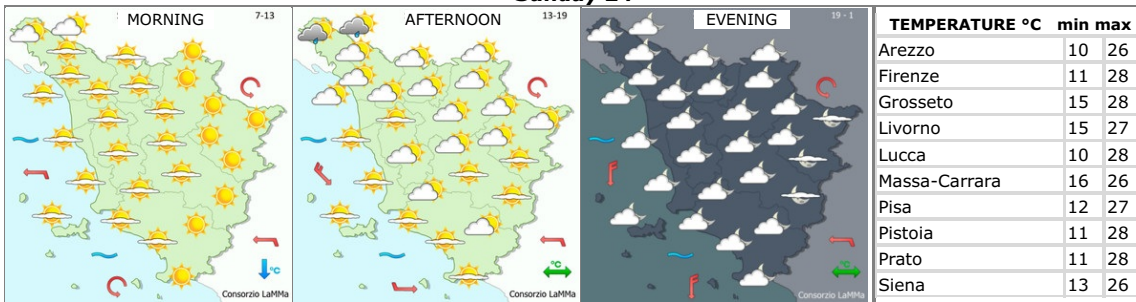 MORNING
7-13
°C
Consorzio LaMMa
AFTERNOON
13-19
°C
Consorzio LaMMa
EVENING
19 - 1
°C
Consorzio LaMMa
TEMPERATURE °C min max
Arezzo 10 26
Firenze 11 28
Grosseto 15 28
Livorno 15 27
Lucca 10 28
Massa-Carrara 16 26
Pisa 12 27
Pistoia 11 28
Prato 11 28
Siena 13 26